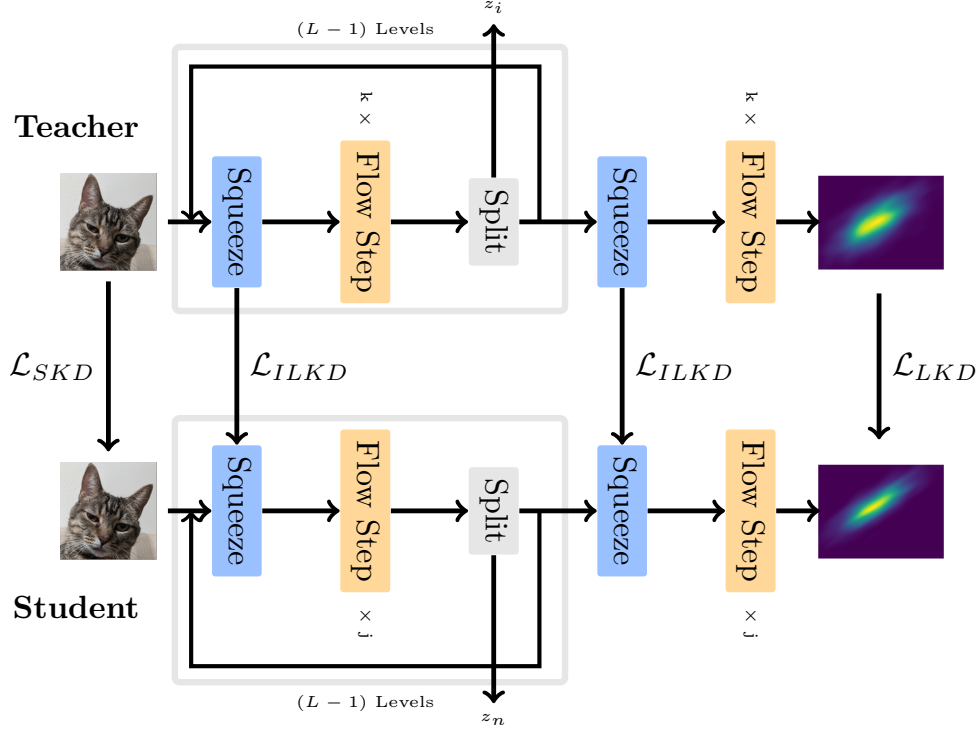 z_i
(L − 1) Levels
k ×
k ×
Teacher
Squeeze
Flow Step
Split
Squeeze
Flow Step
ℒ_SKD
ℒ_ILKD
ℒ_ILKD
ℒ_LKD
Squeeze
Flow Step
Split
Squeeze
Flow Step
Student
× j
× j
(L − 1) Levels
z_n